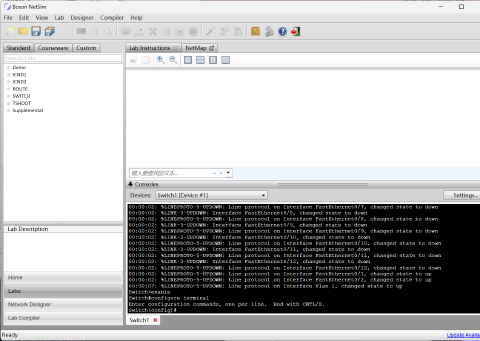 Boson NetSim
File Edit View Lab Designer Compiler Help
Standard Courseware Custom
Lab Instructions NetMap
Search Labs
Demo
ICND1
ICND2
ROUTE
SWITCH
TSHOOT
Supplemental
键入要查找的文本...
Consoles
Devices: Switch1 [Device #1] Settings...
00:00:02: %LINEPROTO-5-UPDOWN: Line protocol on Interface FastEthernet0/7, changed state to down
00:00:02: %LINK-3-UPDOWN: Interface FastEthernet0/8, changed state to down
00:00:02: %LINEPROTO-5-UPDOWN: Line protocol on Interface FastEthernet0/8, changed state to down
00:00:02: %LINK-3-UPDOWN: Interface FastEthernet0/9, changed state to down
00:00:02: %LINEPROTO-5-UPDOWN: Line protocol on Interface FastEthernet0/9, changed state to down
00:00:02: %LINK-3-UPDOWN: Interface FastEthernet0/10, changed state to down
00:00:02: %LINEPROTO-5-UPDOWN: Line protocol on Interface FastEthernet0/10, changed state to down
00:00:02: %LINK-3-UPDOWN: Interface FastEthernet0/11, changed state to down
00:00:02: %LINEPROTO-5-UPDOWN: Line protocol on Interface FastEthernet0/11, changed state to down
00:00:02: %LINK-3-UPDOWN: Interface FastEthernet0/12, changed state to down
00:00:02: %LINEPROTO-5-UPDOWN: Line protocol on Interface FastEthernet0/12, changed state to down
00:00:02: %LINEPROTO-5-UPDOWN: Line protocol on Interface FastEthernet0/1, changed state to up
00:00:02: %LINEPROTO-5-UPDOWN: Line protocol on Interface FastEthernet0/2, changed state to up
00:00:07: %LINEPROTO-5-UPDOWN: Line protocol on Interface Vlan 1, changed state to up
Switch>enable
Switch#configure terminal
Enter configuration commands, one per line. End with CNTL/Z.
Switch(config)#
Switch1
Lab Description
Home
Labs
Network Designer
Lab Compiler
Ready
Update Availa